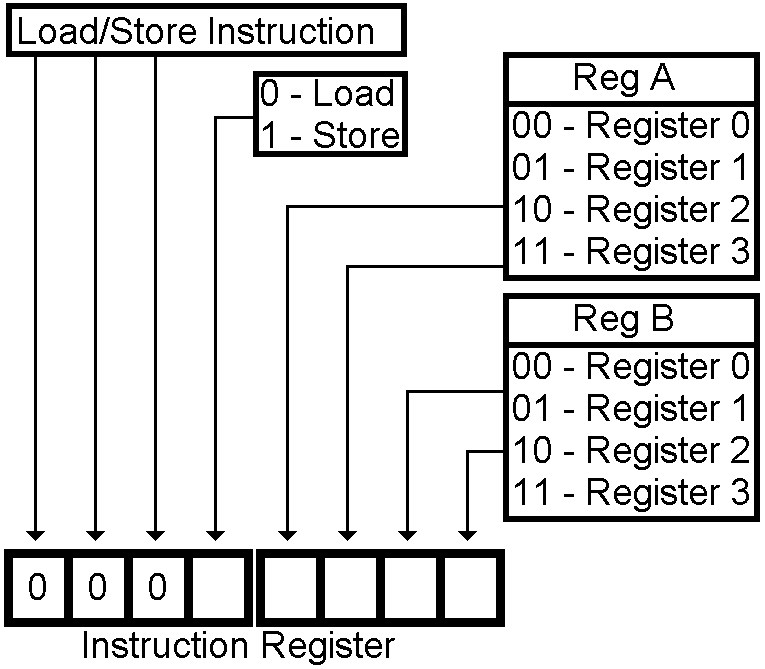 Load/Store Instruction
0 - Load
1 - Store
Reg A
00 - Register 0
01 - Register 1
10 - Register 2
11 - Register 3
Reg B
00 - Register 0
01 - Register 1
10 - Register 2
11 - Register 3
0 0 0
Instruction Register